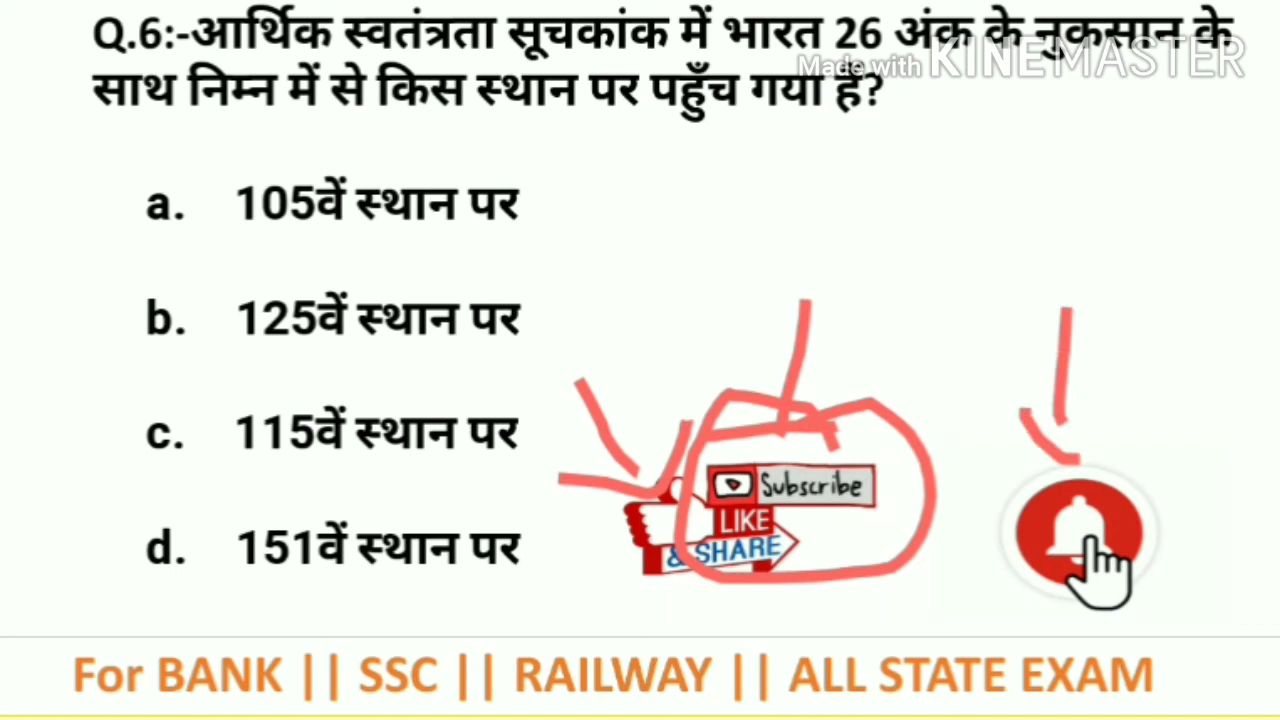 Q.6:-आर्थिक स्वतंत्रता सूचकांक में भारत 26 अंक के नुकसान के
Made with KINEMASTER
साथ निम्न में से किस स्थान पर पहुँच गया है?
a. 105वें स्थान पर
b. 125वें स्थान पर
c. 115वें स्थान पर
d. 151वें स्थान पर
Subscribe
LIKE
& SHARE
For BANK || SSC || RAILWAY || ALL STATE EXAM